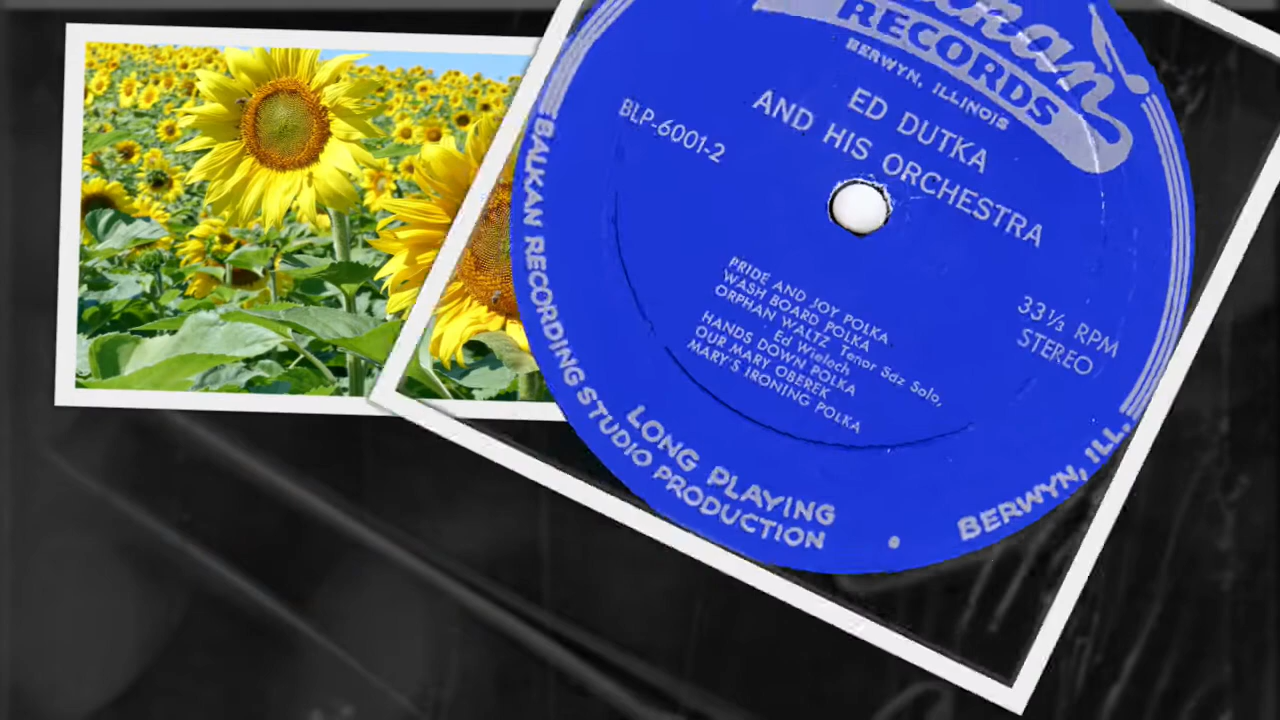 RECORDS
BERWYN, ILLINOIS
ED DUTKA
AND HIS ORCHESTRA
BLP-6001-2
33⅓ RPM
STEREO
PRIDE AND JOY POLKA
WASH BOARD POLKA
ORPHAN WALTZ Tenor Sax Solo,
Ed Wieloch
HANDS DOWN POLKA
OUR MARY OBEREK
MARY'S IRONING POLKA
LONG PLAYING
BALKAN RECORDING STUDIO PRODUCTION • BERWYN, ILL.